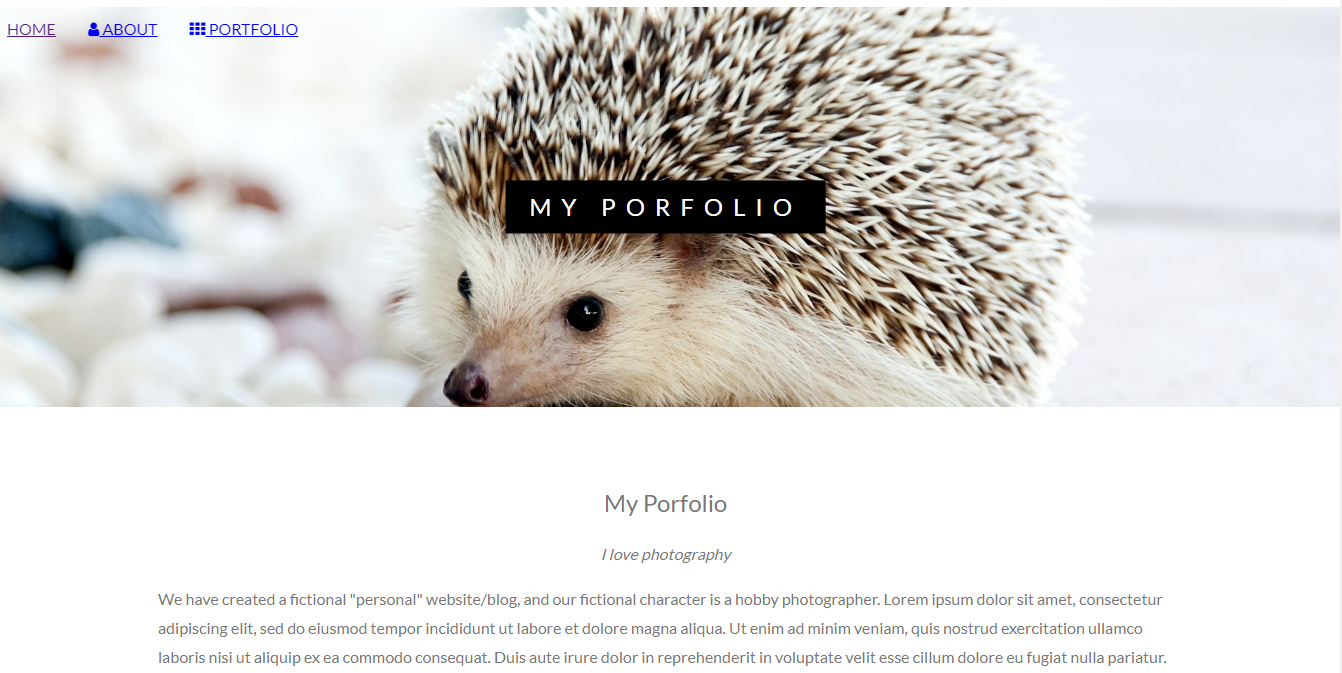 HOME ABOUT PORTFOLIO
MY PORFOLIO
My Porfolio
I love photography
We have created a fictional "personal" website/blog, and our fictional character is a hobby photographer. Lorem ipsum dolor sit amet, consectetur
adipiscing elit, sed do eiusmod tempor incididunt ut labore et dolore magna aliqua. Ut enim ad minim veniam, quis nostrud exercitation ullamco
laboris nisi ut aliquip ex ea commodo consequat. Duis aute irure dolor in reprehenderit in voluptate velit esse cillum dolore eu fugiat nulla pariatur.